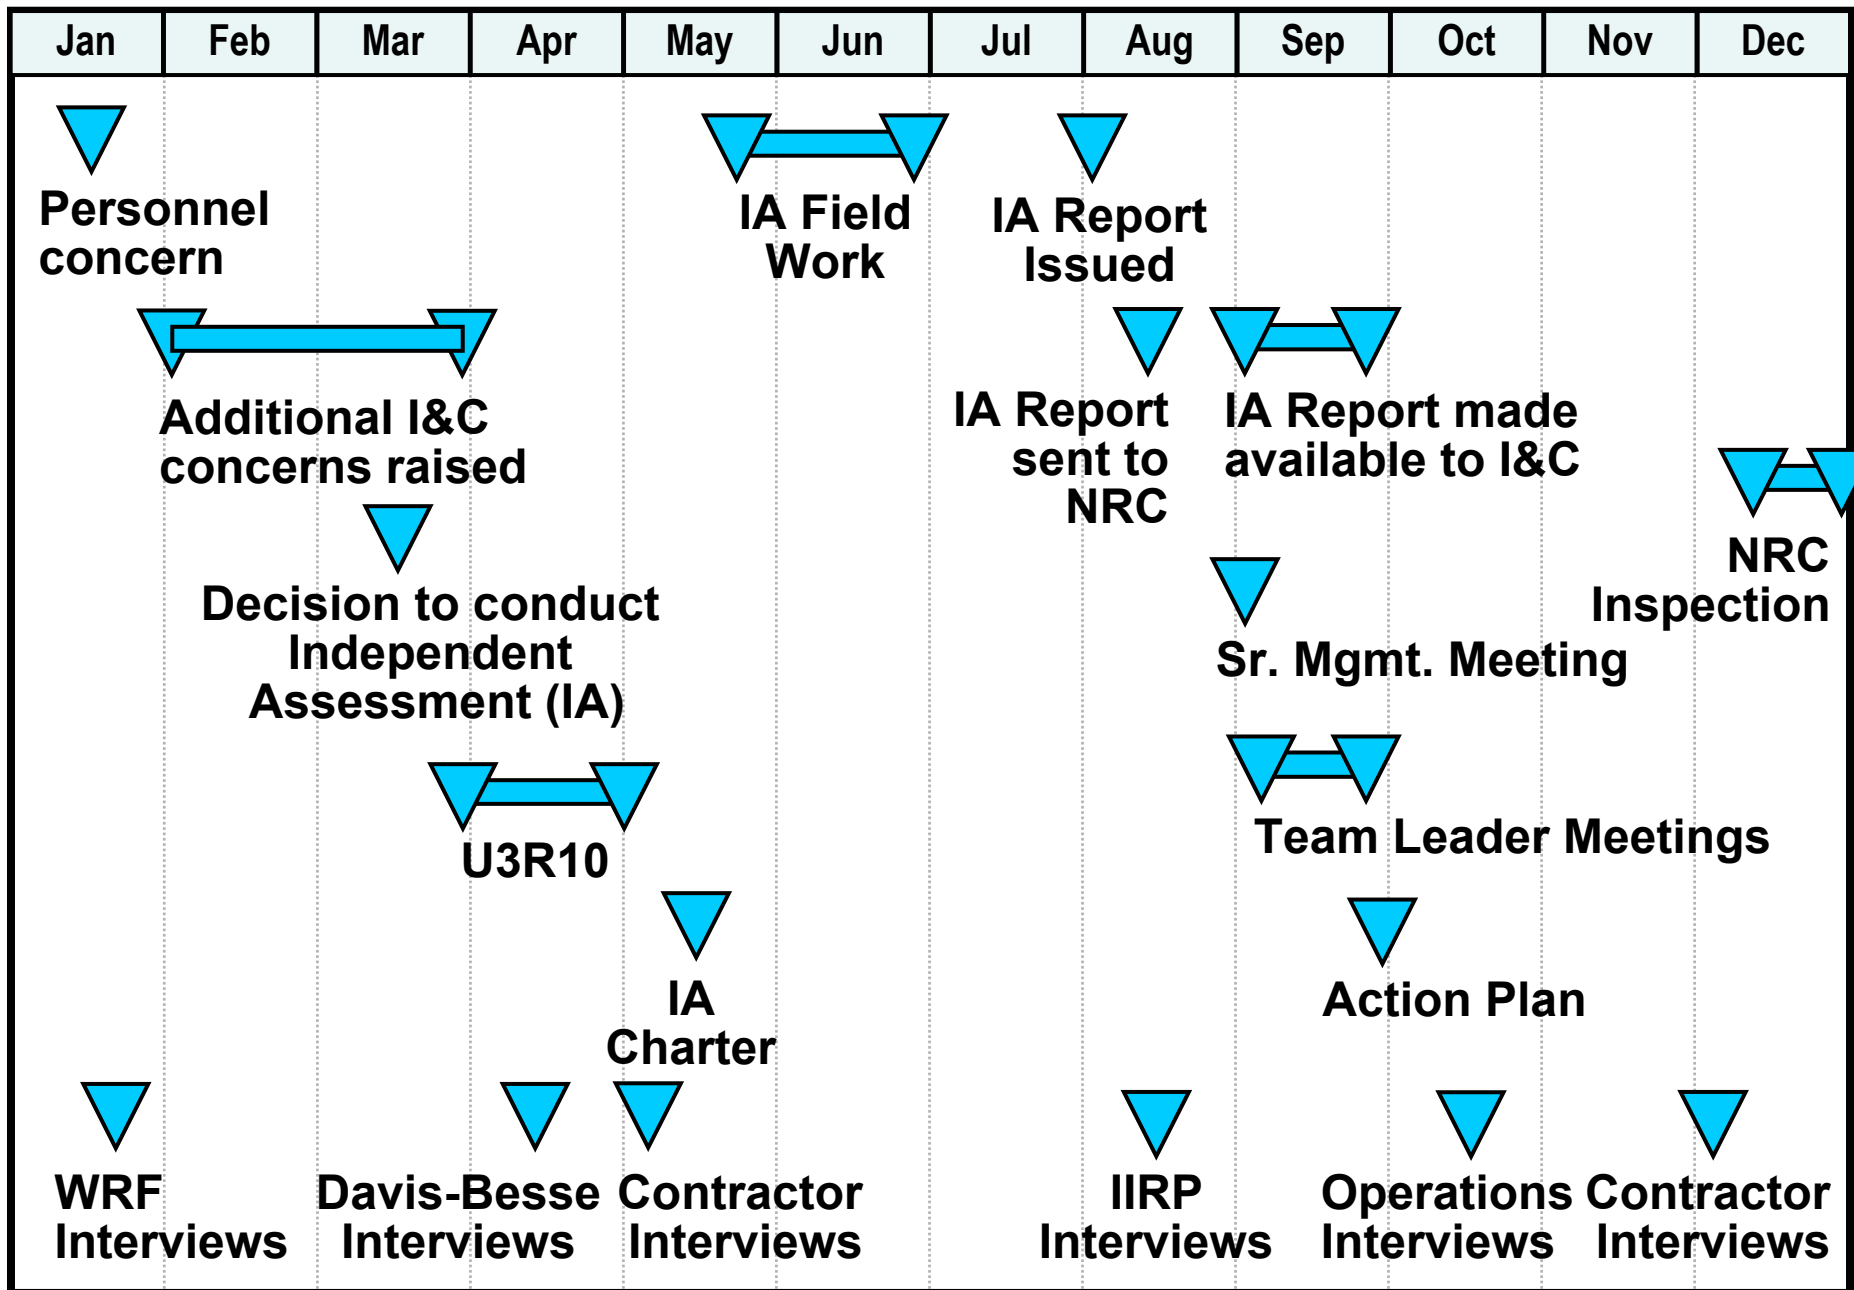 Jan Feb Mar Apr May Jun Jul Aug Sep Oct Nov Dec
Personnel
concern
IA Field
Work
IA Report
Issued
Additional I&C
concerns raised
IA Report
sent to
NRC
IA Report made
available to I&C
NRC
Inspection
Decision to conduct
Independent
Assessment (IA)
Sr. Mgmt. Meeting
U3R10
Team Leader Meetings
IA
Charter
Action Plan
WRF
Interviews
Davis-Besse
Interviews
Contractor
Interviews
IIRP
Interviews
Operations
Interviews
Contractor
Interviews